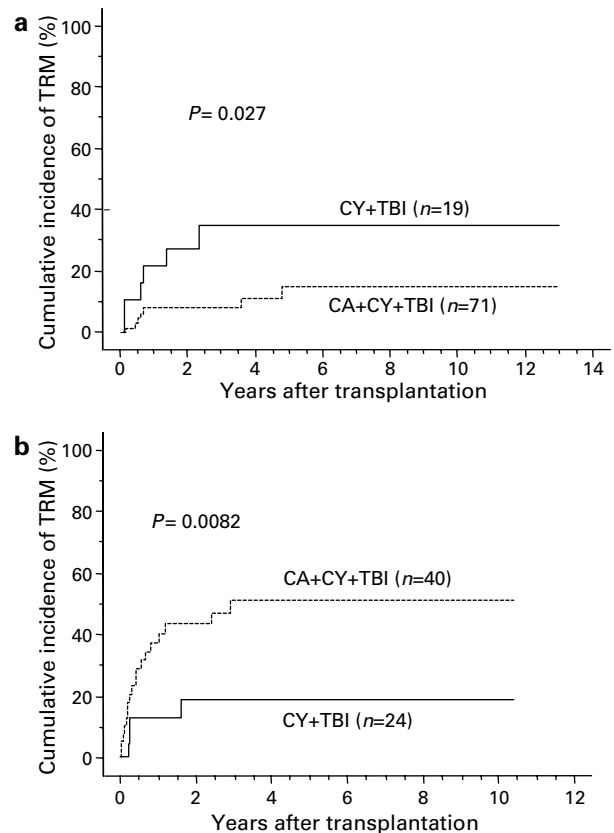 a
Cumulative incidence of TRM (%)
100
80
60
40
20
0
P= 0.027
CY+TBI (n=19)
CA+CY+TBI (n=71)
0 2 4 6 8 10 12 14
Years after transplantation
b
Cumulative incidence of TRM (%)
100
80
60
40
20
0
P= 0.0082
CA+CY+TBI (n=40)
CY+TBI (n=24)
0 2 4 6 8 10 12
Years after transplantation